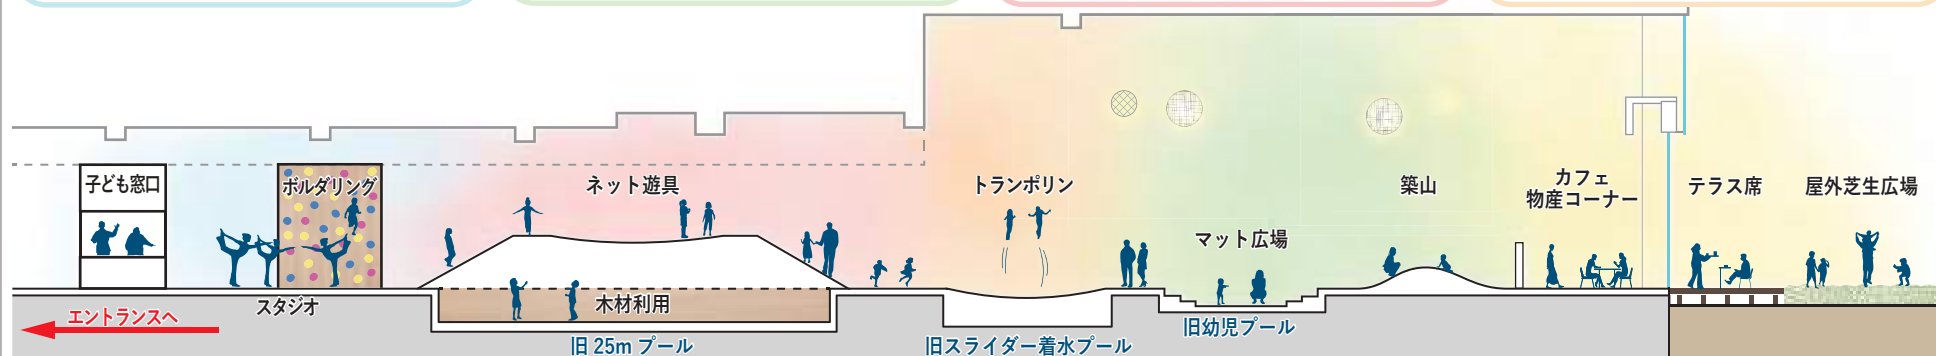 子ども窓口
ボルダリング
ネット遊具
トランポリン
築山
カフェ
物産コーナー
テラス席
屋外芝生広場
マット広場
スタジオ
木材利用
エントランスへ
旧25mプール
旧スライダー着水プール
旧幼児プール